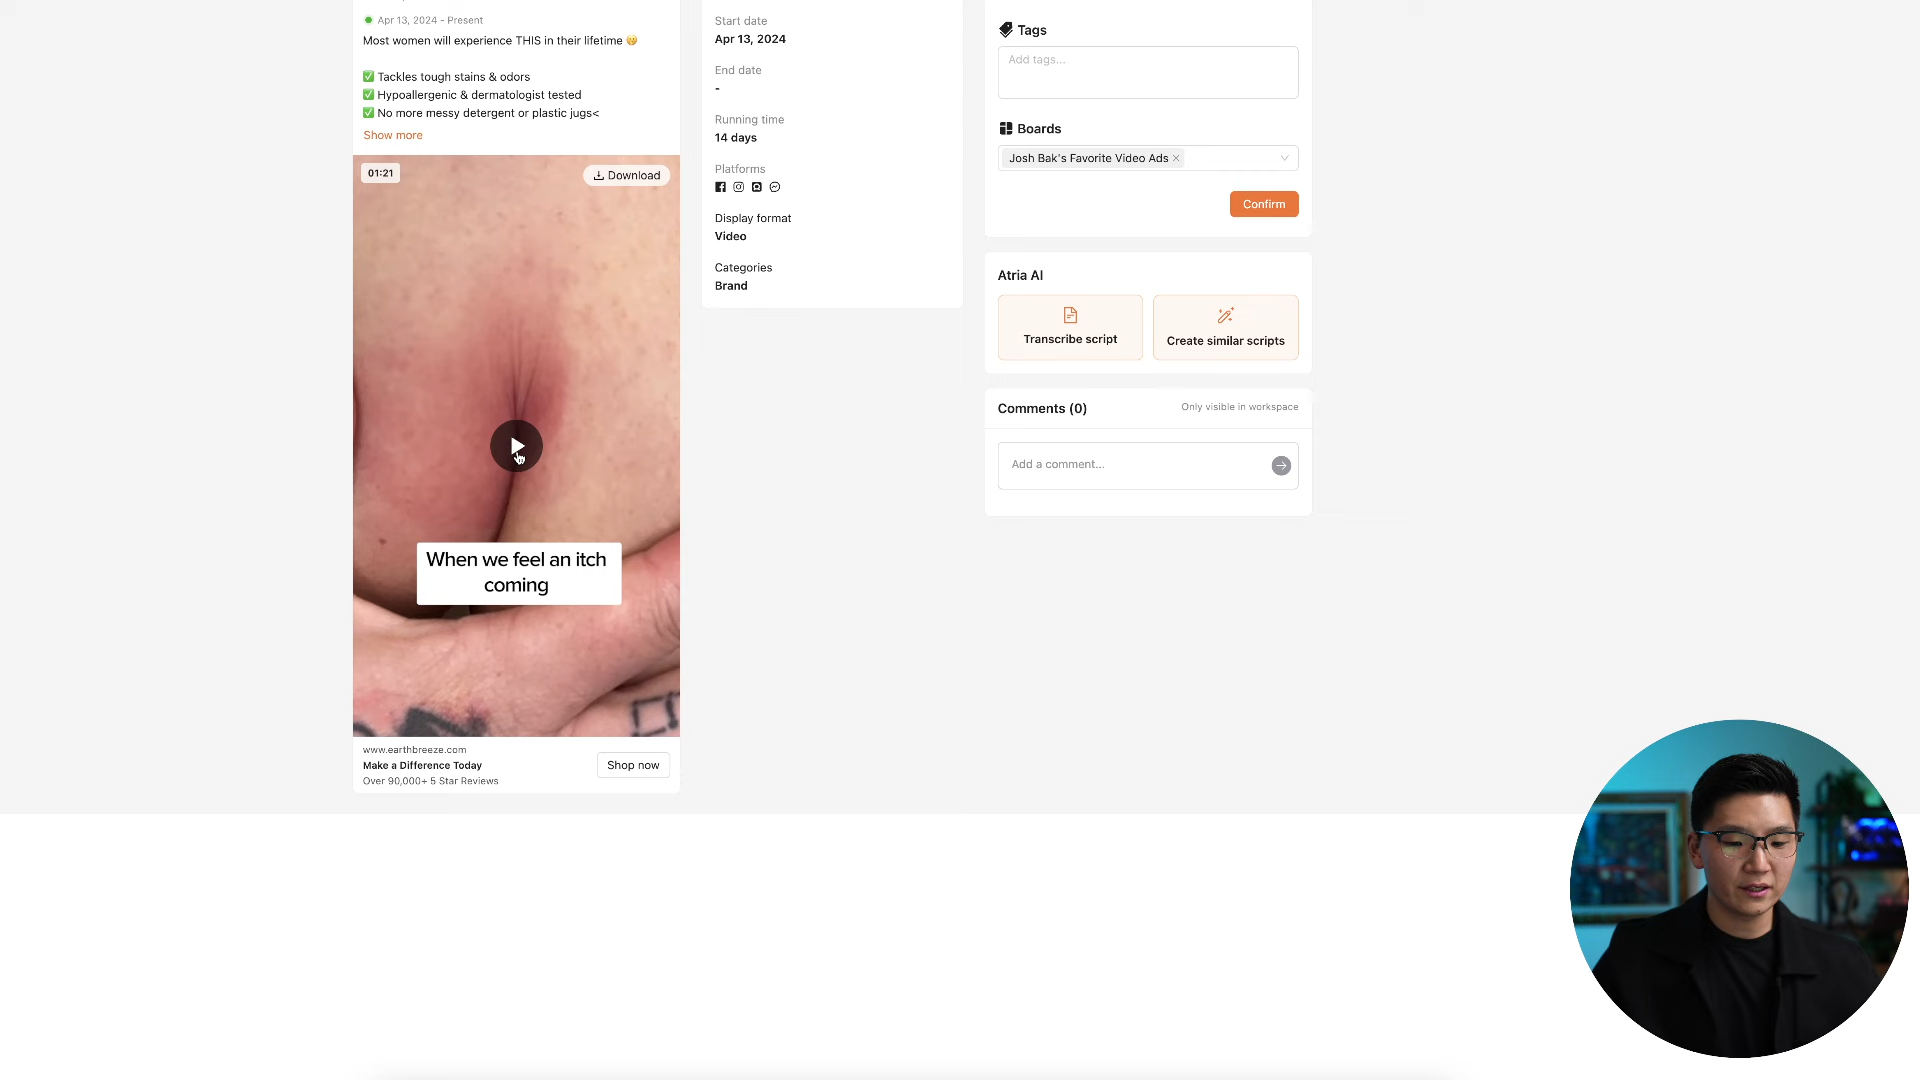 Apr 13, 2024 - Present
Most women will experience THIS in their lifetime 🤭
✅ Tackles tough stains & odors
✅ Hypoallergenic & dermatologist tested
✅ No more messy detergent or plastic jugs<
Show more
01:21
Download
When we feel an itch
coming
www.earthbreeze.com
Make a Difference Today
Over 90,000+ 5 Star Reviews
Shop now
Start date
Apr 13, 2024
End date
-
Running time
14 days
Platforms
Display format
Video
Categories
Brand
Tags
Add tags...
Boards
Josh Bak's Favorite Video Ads ×
Confirm
Atria AI
Transcribe script
Create similar scripts
Comments (0)
Only visible in workspace
Add a comment...